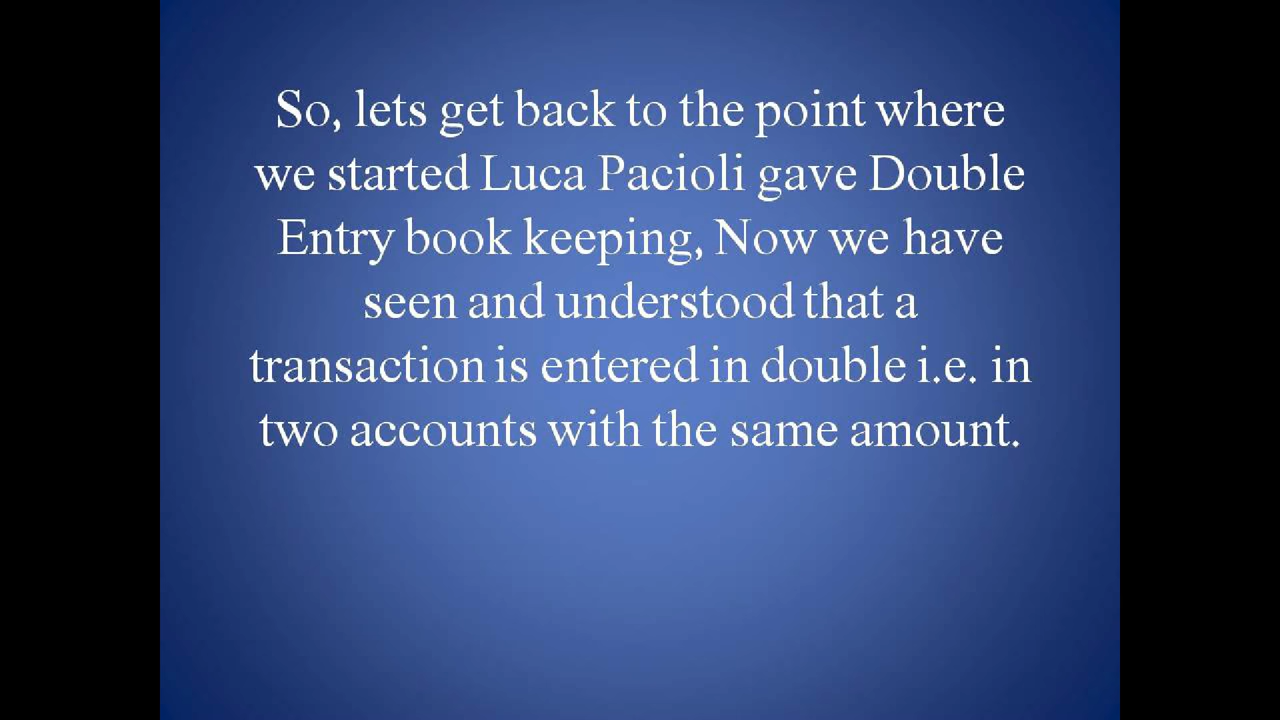 So, lets get back to the point where
we started Luca Pacioli gave Double
Entry book keeping, Now we have
seen and understood that a
transaction is entered in double i.e. in
two accounts with the same amount.